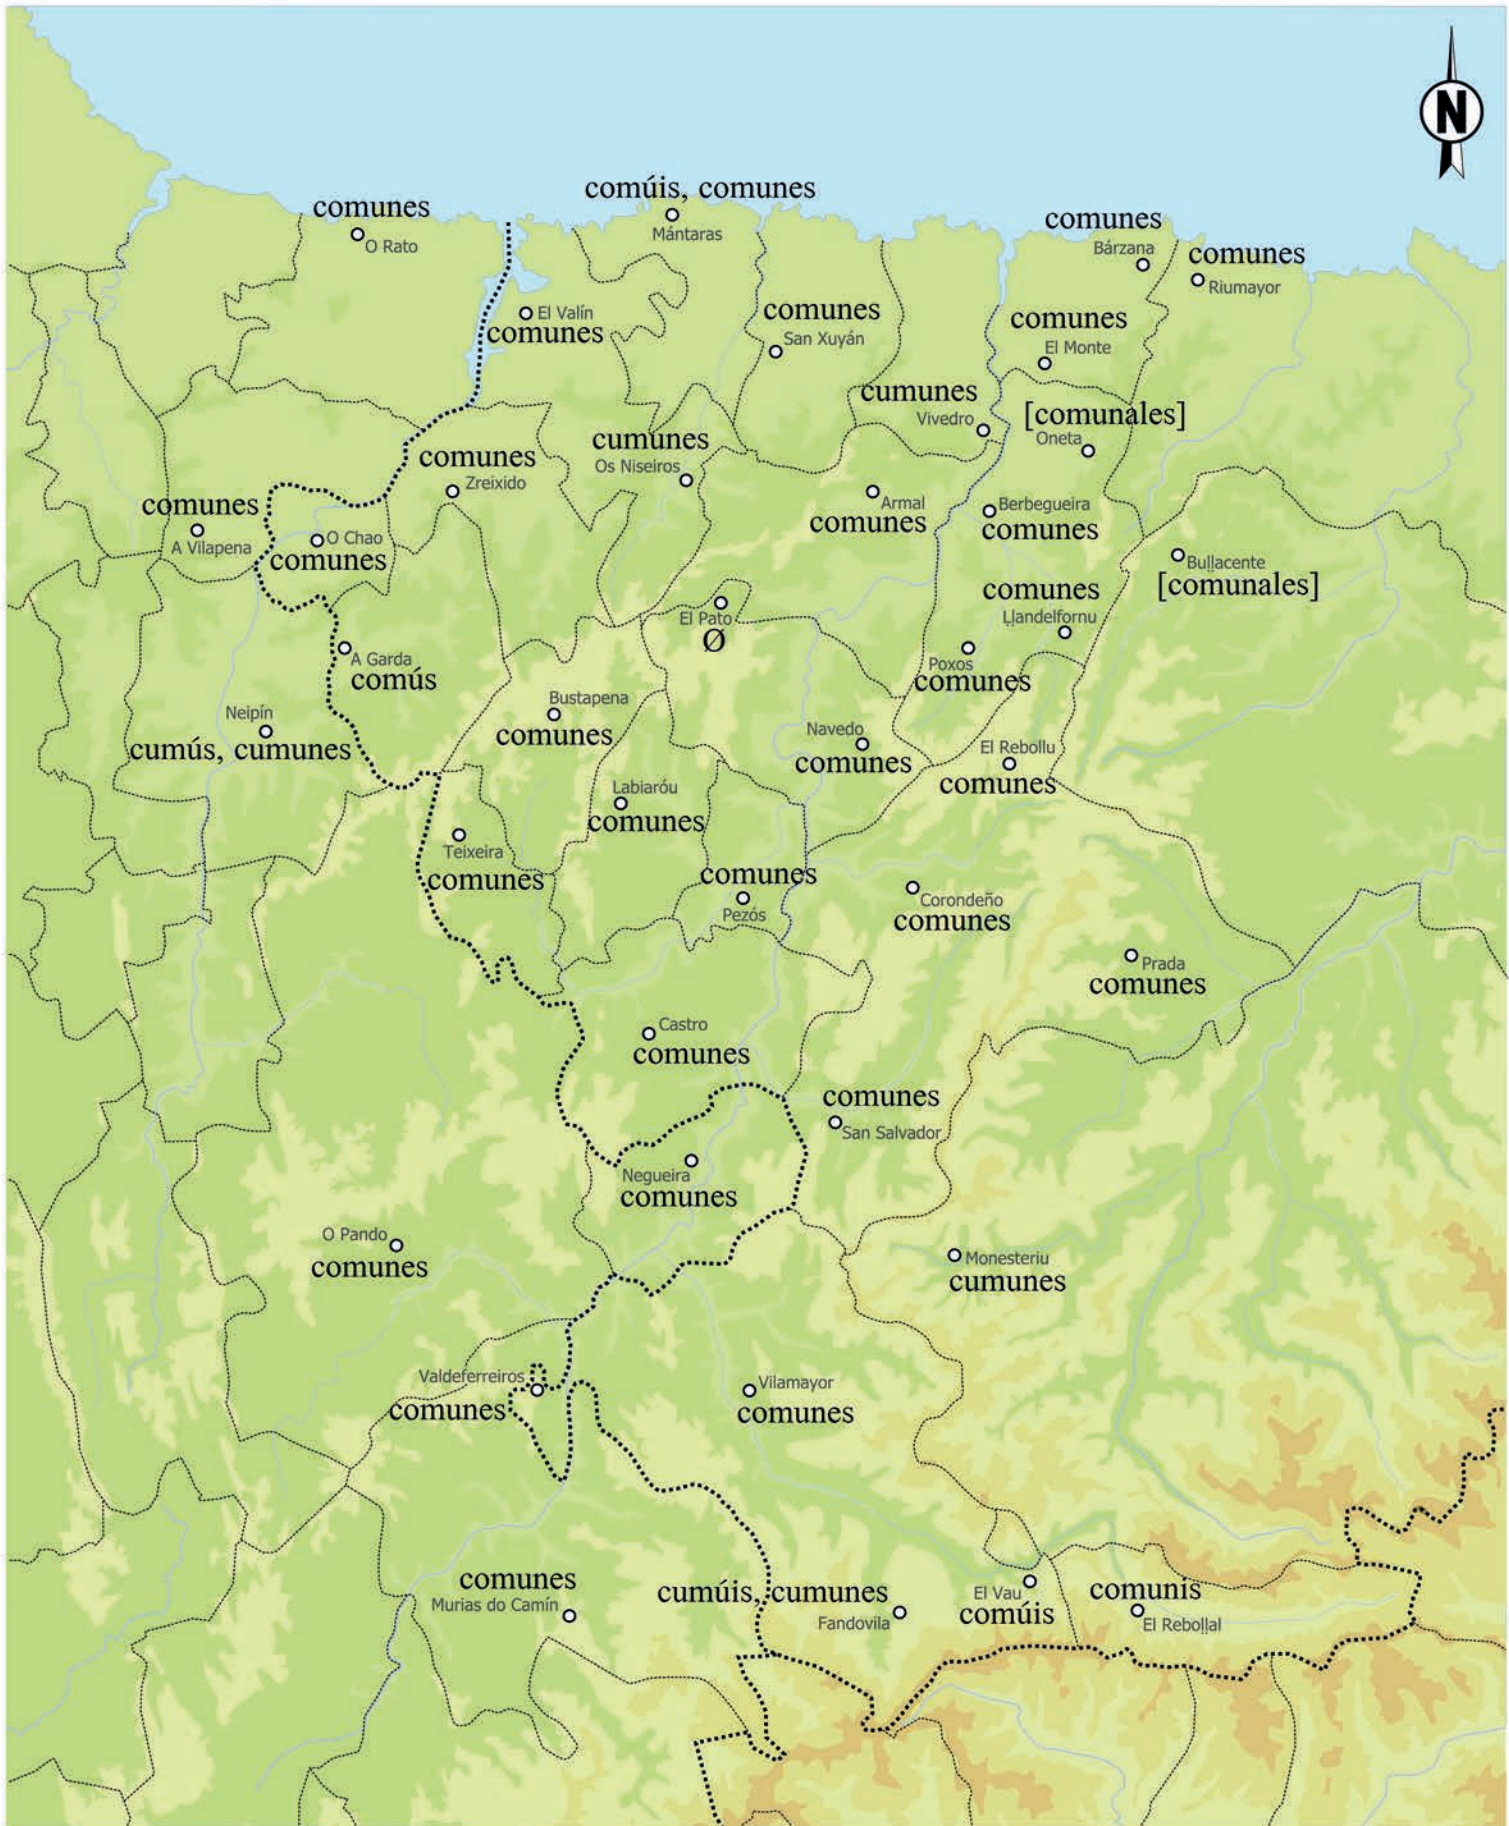 N
comúis, comunes
Mántaras
comunes
O Rato
comunes
Bárzana
comunes
Riumayor
El Valín
comunes
comunes
San Xuyán
comunes
El Monte
cumunes
Vivedro
[comunales]
Oneta
cumunes
Os Niseiros
comunes
Zreixido
comunes
A Vilapena
O Chao
comunes
Armal
comunes
Berbegueira
comunes
Buḷḷacente
[comunales]
comunes
Ḷḷandelfornu
El Pato
Ø
A Garda
comús
Poxos
comunes
Bustapena
comunes
Neipín
cumús, cumunes
Navedo
comunes
El Rebollu
comunes
Labiaróu
comunes
Teixeira
comunes
comunes
Pezós
Corondeño
comunes
Prada
comunes
Castro
comunes
comunes
San Salvador
Negueira
comunes
O Pando
comunes
Monesteriu
cumunes
Valdeferreiros
comunes
Vilamayor
comunes
comunes
Murias do Camín
cumúis, cumunes
Fandovila
El Vau
comúis
comunis
El Reboḷḷal